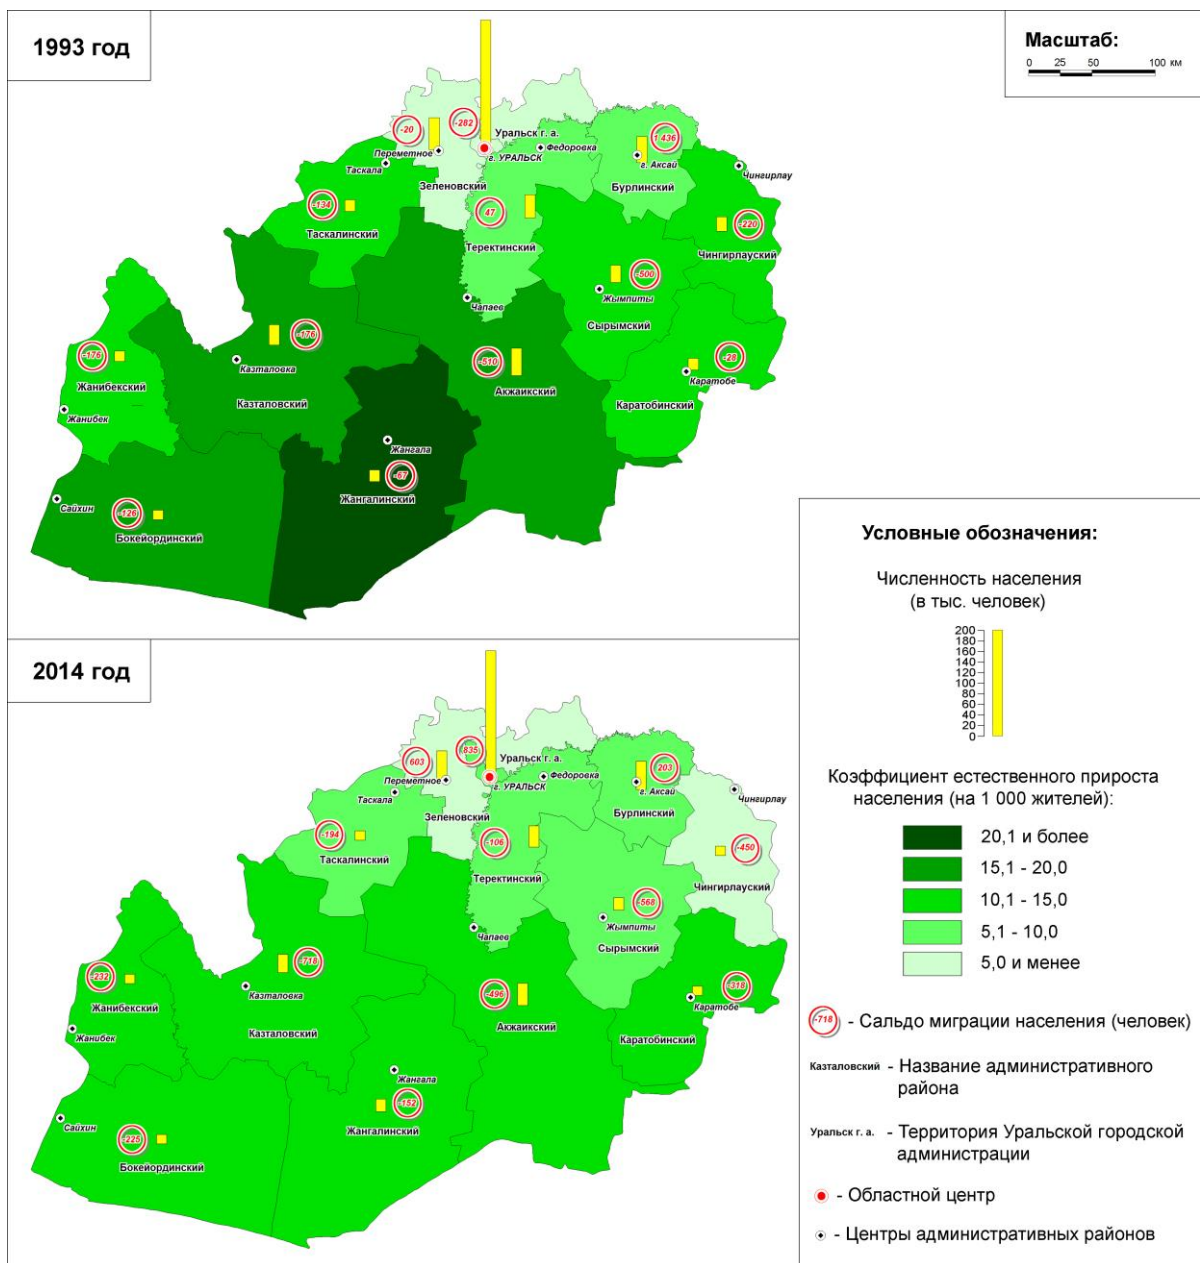 1993 год
Масштаб:
0 25 50 100 км
-20
-282
Уральск г. а.
г. УРАЛЬСК
Переметное
Федоровка
1 436
г. Аксай
Таскала
Зеленовский
Бурлинский
Чингирлау
-134
Таскалинский
47
Теректинский
-220
Чингирлауский
-500
Жымпиты
Сырымский
Чапаев
-176
Казталовка
Казталовский
-176
Жанибекский
Жанибек
-510
Акжаикский
-28
Каратобе
Каратобинский
Жангала
-67
Жангалинский
Сайхин
-126
Бокейординский
2014 год
603
835
Уральск г. а.
г. УРАЛЬСК
Переметное
Федоровка
203
г. Аксай
Таскала
Зеленовский
Бурлинский
Чингирлау
-194
Таскалинский
-106
Теректинский
-450
Чингирлауский
-568
Жымпиты
Сырымский
Чапаев
-718
Казталовка
Казталовский
-232
Жанибекский
Жанибек
-496
Акжаикский
-318
Каратобе
Каратобинский
Жангала
-152
Жангалинский
Сайхин
-225
Бокейординский
Условные обозначения:
Численность населения
(в тыс. человек)
200
180
160
140
120
100
80
60
40
20
0
Коэффициент естественного прироста
населения (на 1 000 жителей):
20,1 и более
15,1 - 20,0
10,1 - 15,0
5,1 - 10,0
5,0 и менее
-718 - Сальдо миграции населения (человек)
Казталовский - Название административного
района
Уральск г. а. - Территория Уральской городской
администрации
- Областной центр
- Центры административных районов